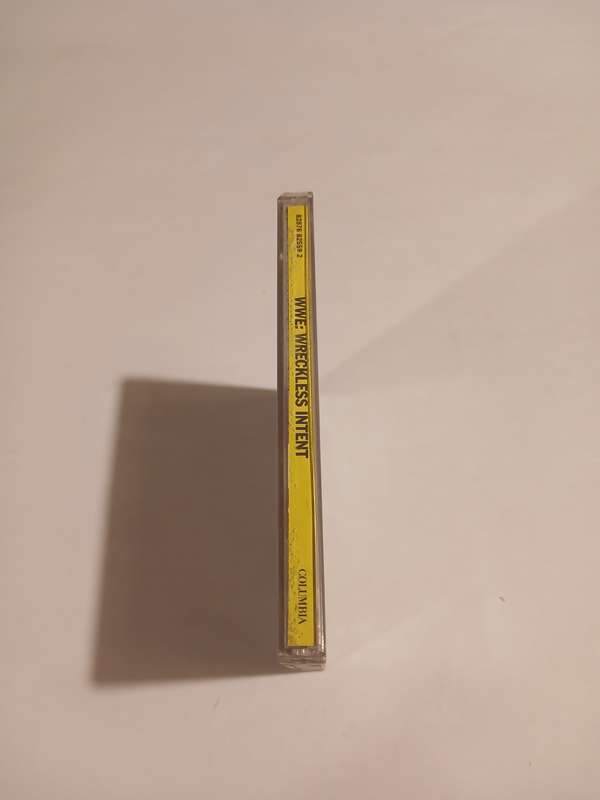 82876 82559 2
WWE: WRECKLESS INTENT
COLUMBIA